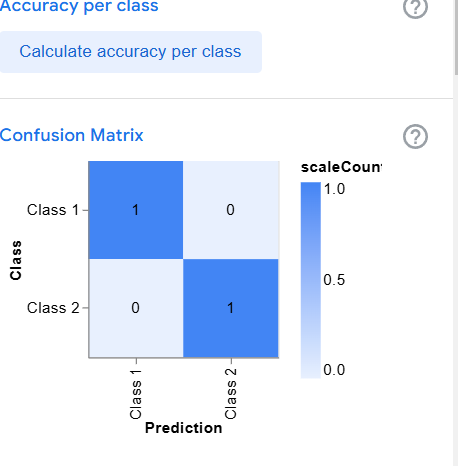 Accuracy per class
?
Calculate accuracy per class
Confusion Matrix
?
scaleCoun
1.0
Class 1
1
0
0.5
Class
Class 2
0
1
0.0
Class 1
Class 2
Prediction